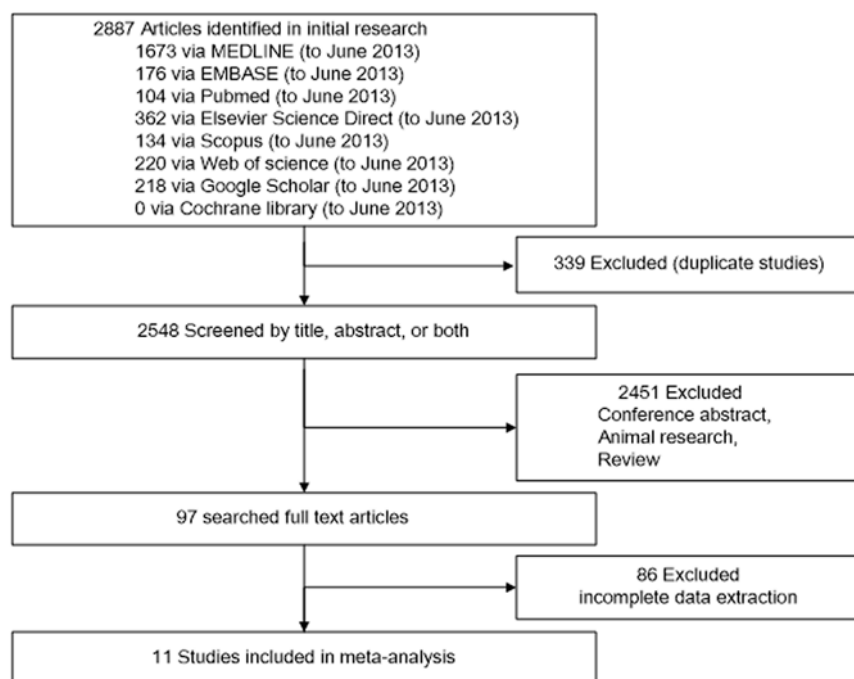 2887 Articles identified in initial research
1673 via MEDLINE (to June 2013)
176 via EMBASE (to June 2013)
104 via Pubmed (to June 2013)
362 via Elsevier Science Direct (to June 2013)
134 via Scopus (to June 2013)
220 via Web of science (to June 2013)
218 via Google Scholar (to June 2013)
0 via Cochrane library (to June 2013)
339 Excluded (duplicate studies)
2548 Screened by title, abstract, or both
2451 Excluded
Conference abstract,
Animal research,
Review
97 searched full text articles
86 Excluded
incomplete data extraction
11 Studies included in meta-analysis